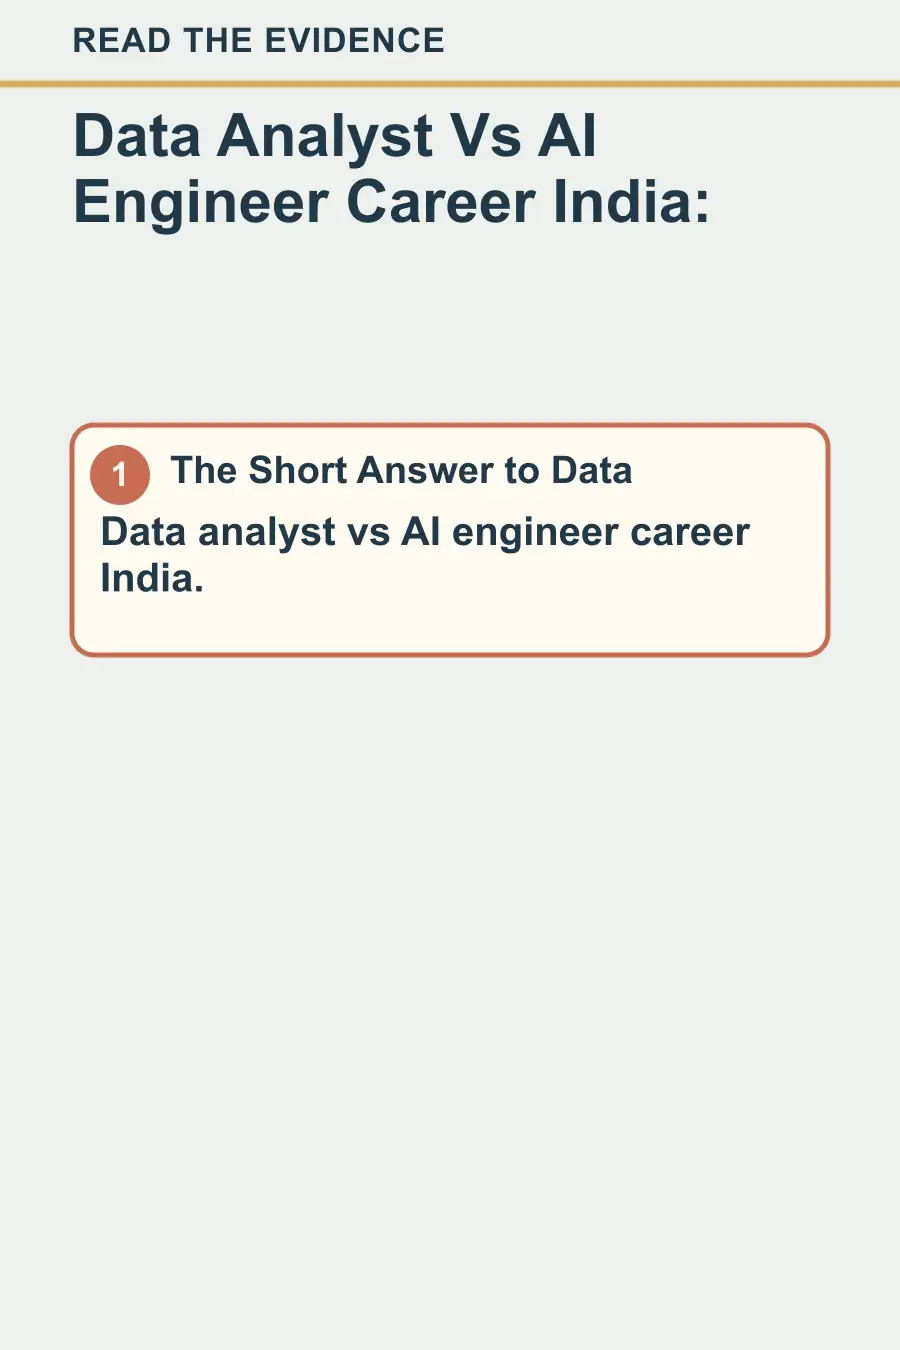 READ THE EVIDENCE
Data Analyst Vs AI
Engineer Career India:
1 The Short Answer to Data
Data analyst vs AI engineer career
India.